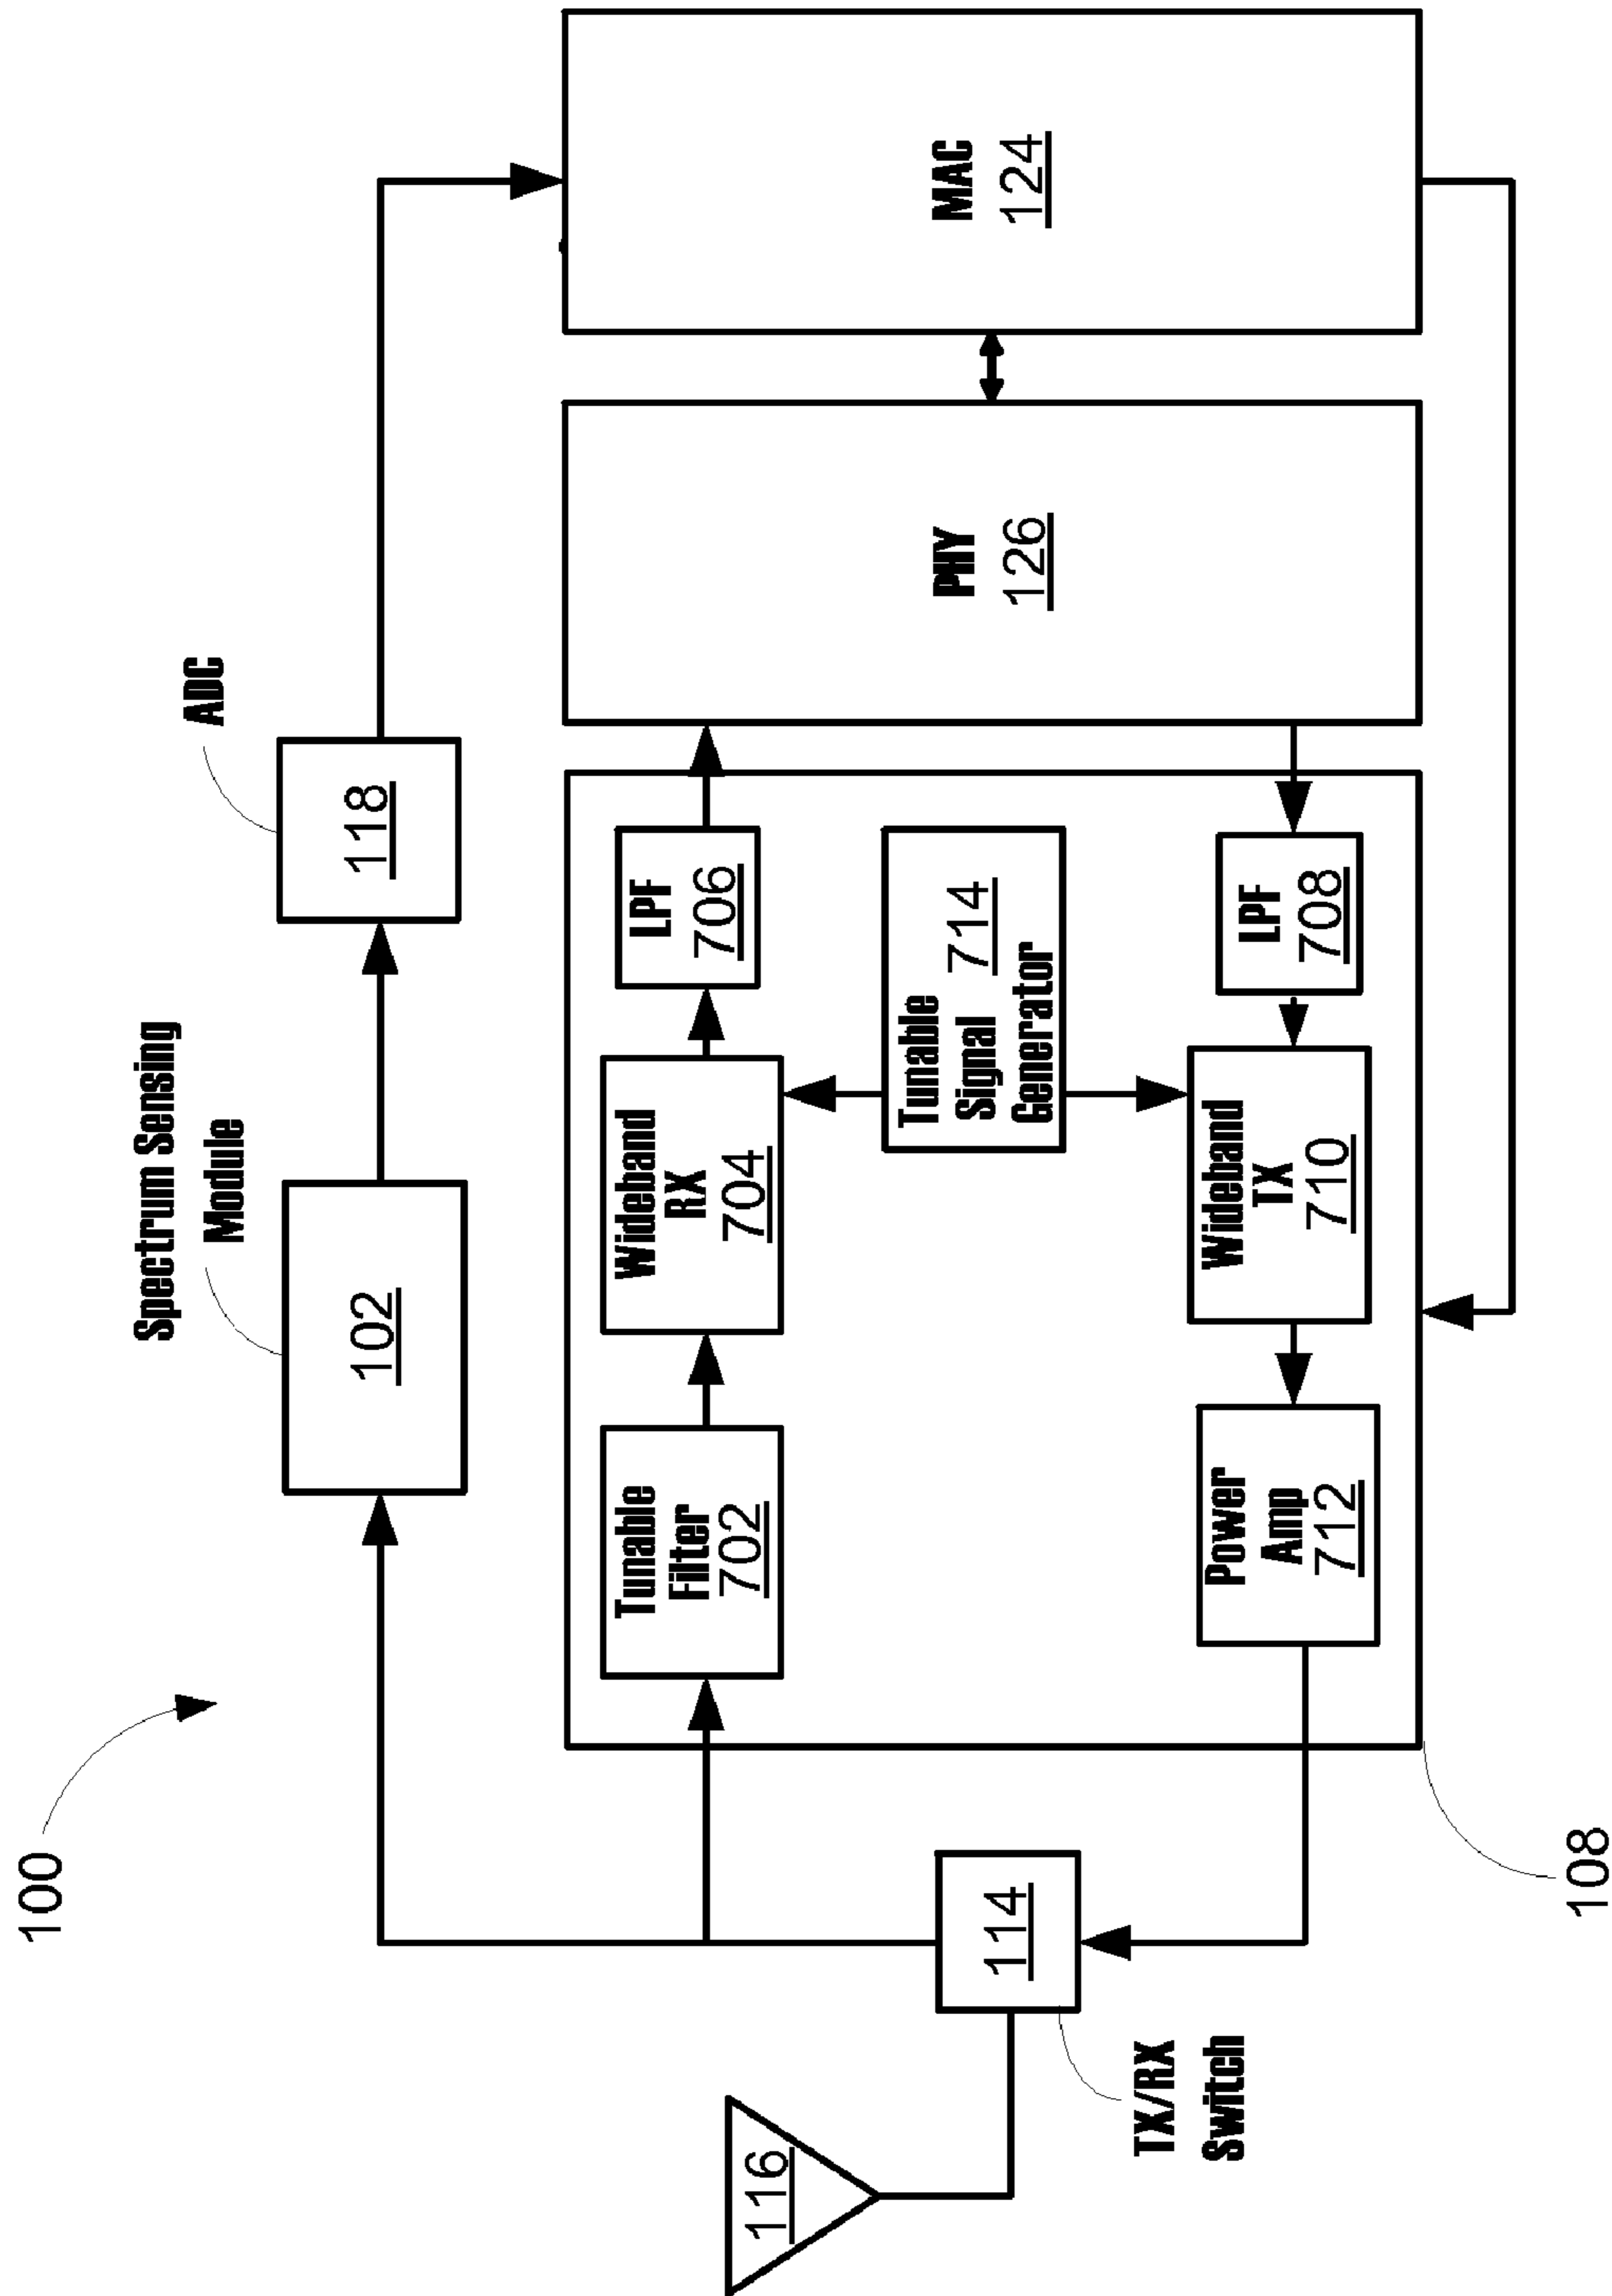 100
Spectrum Sensing
Module
102
ADC
118
116
TX/RX
Switch
114
Tunable
Filter
702
Wideband
RX
704
LPF
706
Tunable
Signal
Generator
714
Power
Amp
712
Wideband
TX
710
LPF
708
PHY
126
MAC
124
108